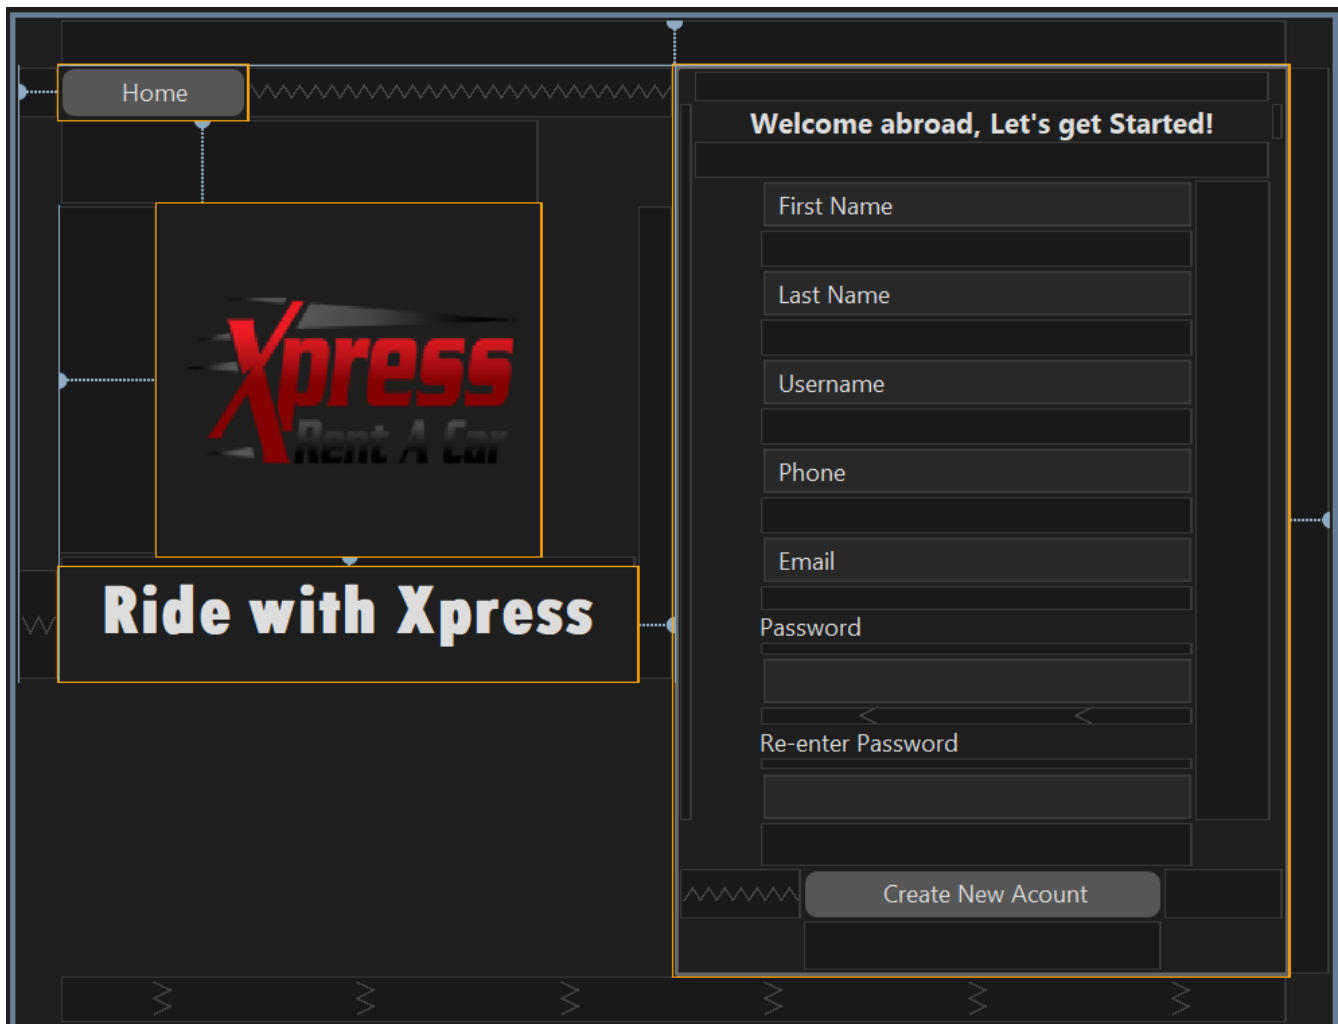 Home
Xpress
Rent A Car
Ride with Xpress
Welcome abroad, Let's get Started!
First Name
Last Name
Username
Phone
Email
Password
Re-enter Password
Create New Acount